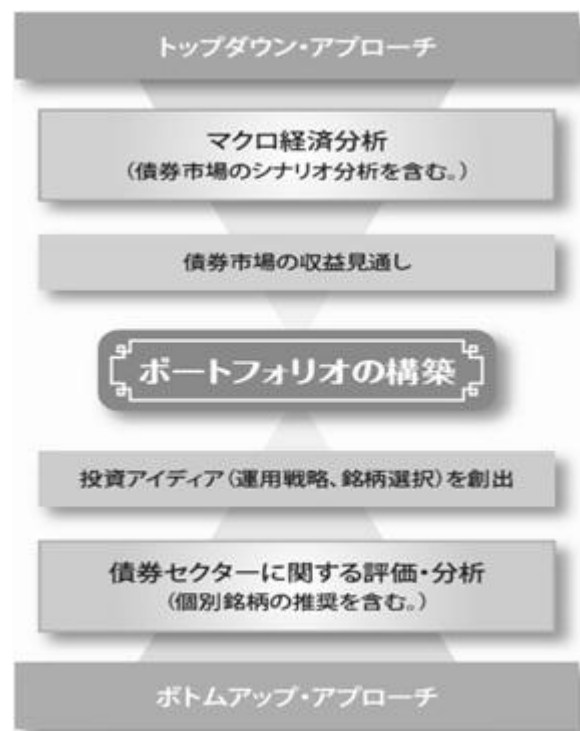 トップダウン・アプローチ
マクロ経済分析
(債券市場のシナリオ分析を含む。)
債券市場の収益見通し
ポートフォリオの構築
投資アイディア(運用戦略、銘柄選択)を創出
債券セクターに関する評価・分析
(個別銘柄の推奨を含む。)
ボトムアップ・アプローチ